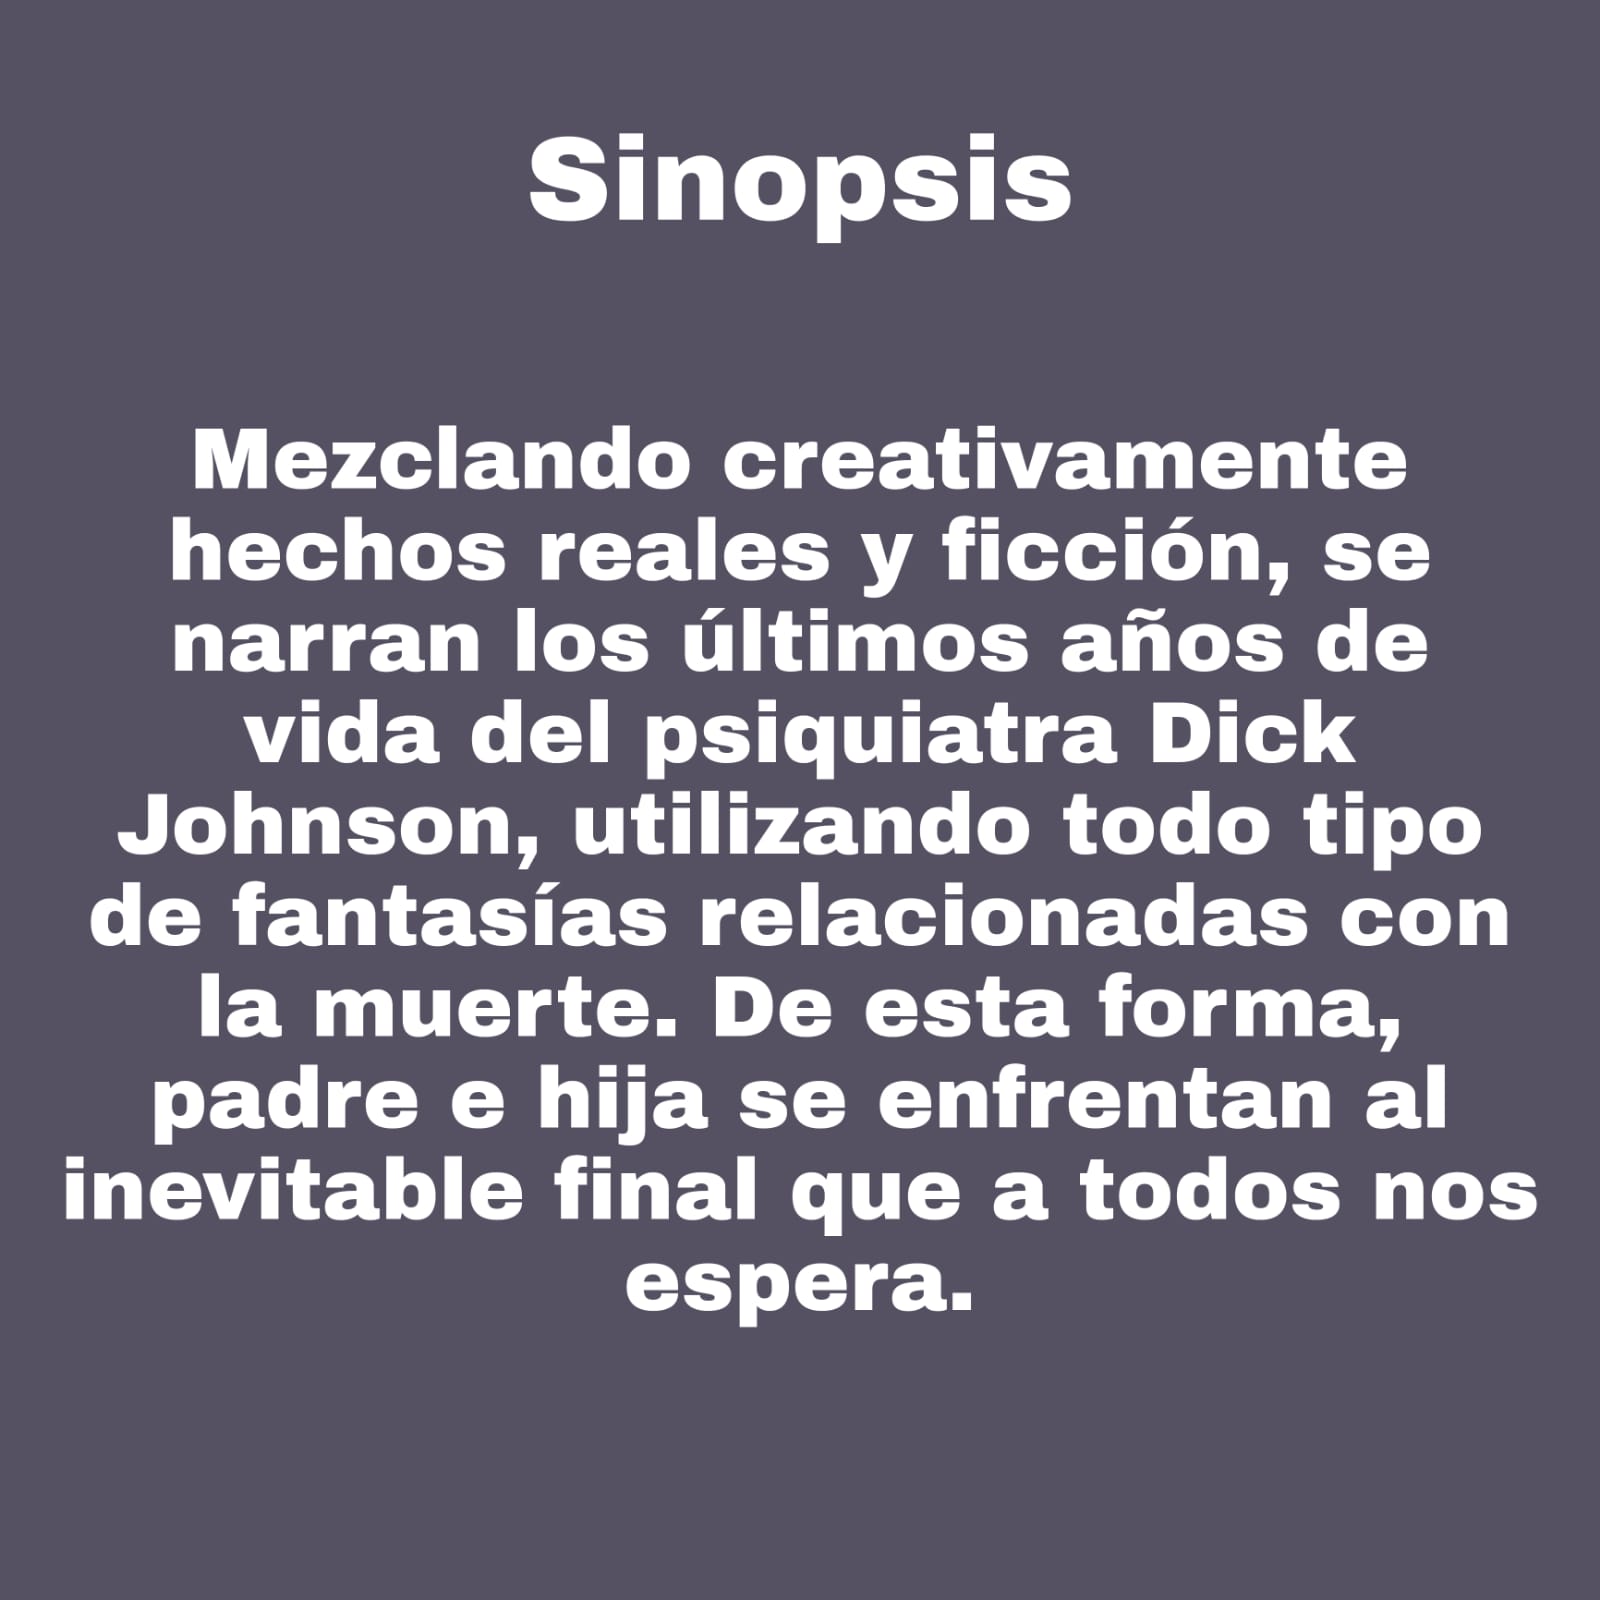 Sinopsis
Mezclando creativamente
hechos reales y ficción, se
narran los últimos años de
vida del psiquiatra Dick
Johnson, utilizando todo tipo
de fantasías relacionadas con
la muerte. De esta forma,
padre e hija se enfrentan al
inevitable final que a todos nos
espera.